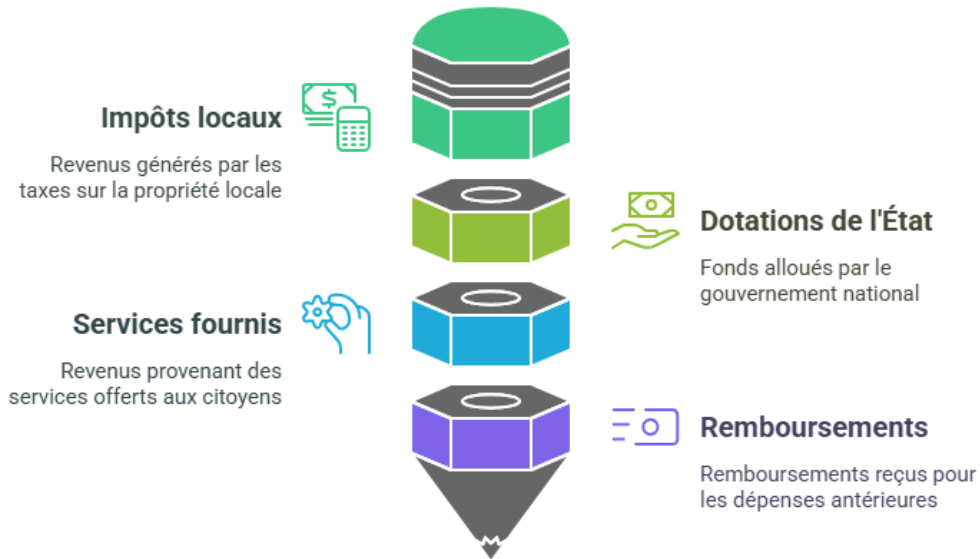 Impôts locaux
Revenus générés par les
taxes sur la propriété locale
Dotations de l'État
Fonds alloués par le
gouvernement national
Services fournis
Revenus provenant des
services offerts aux citoyens
Remboursements
Remboursements reçus pour
les dépenses antérieures